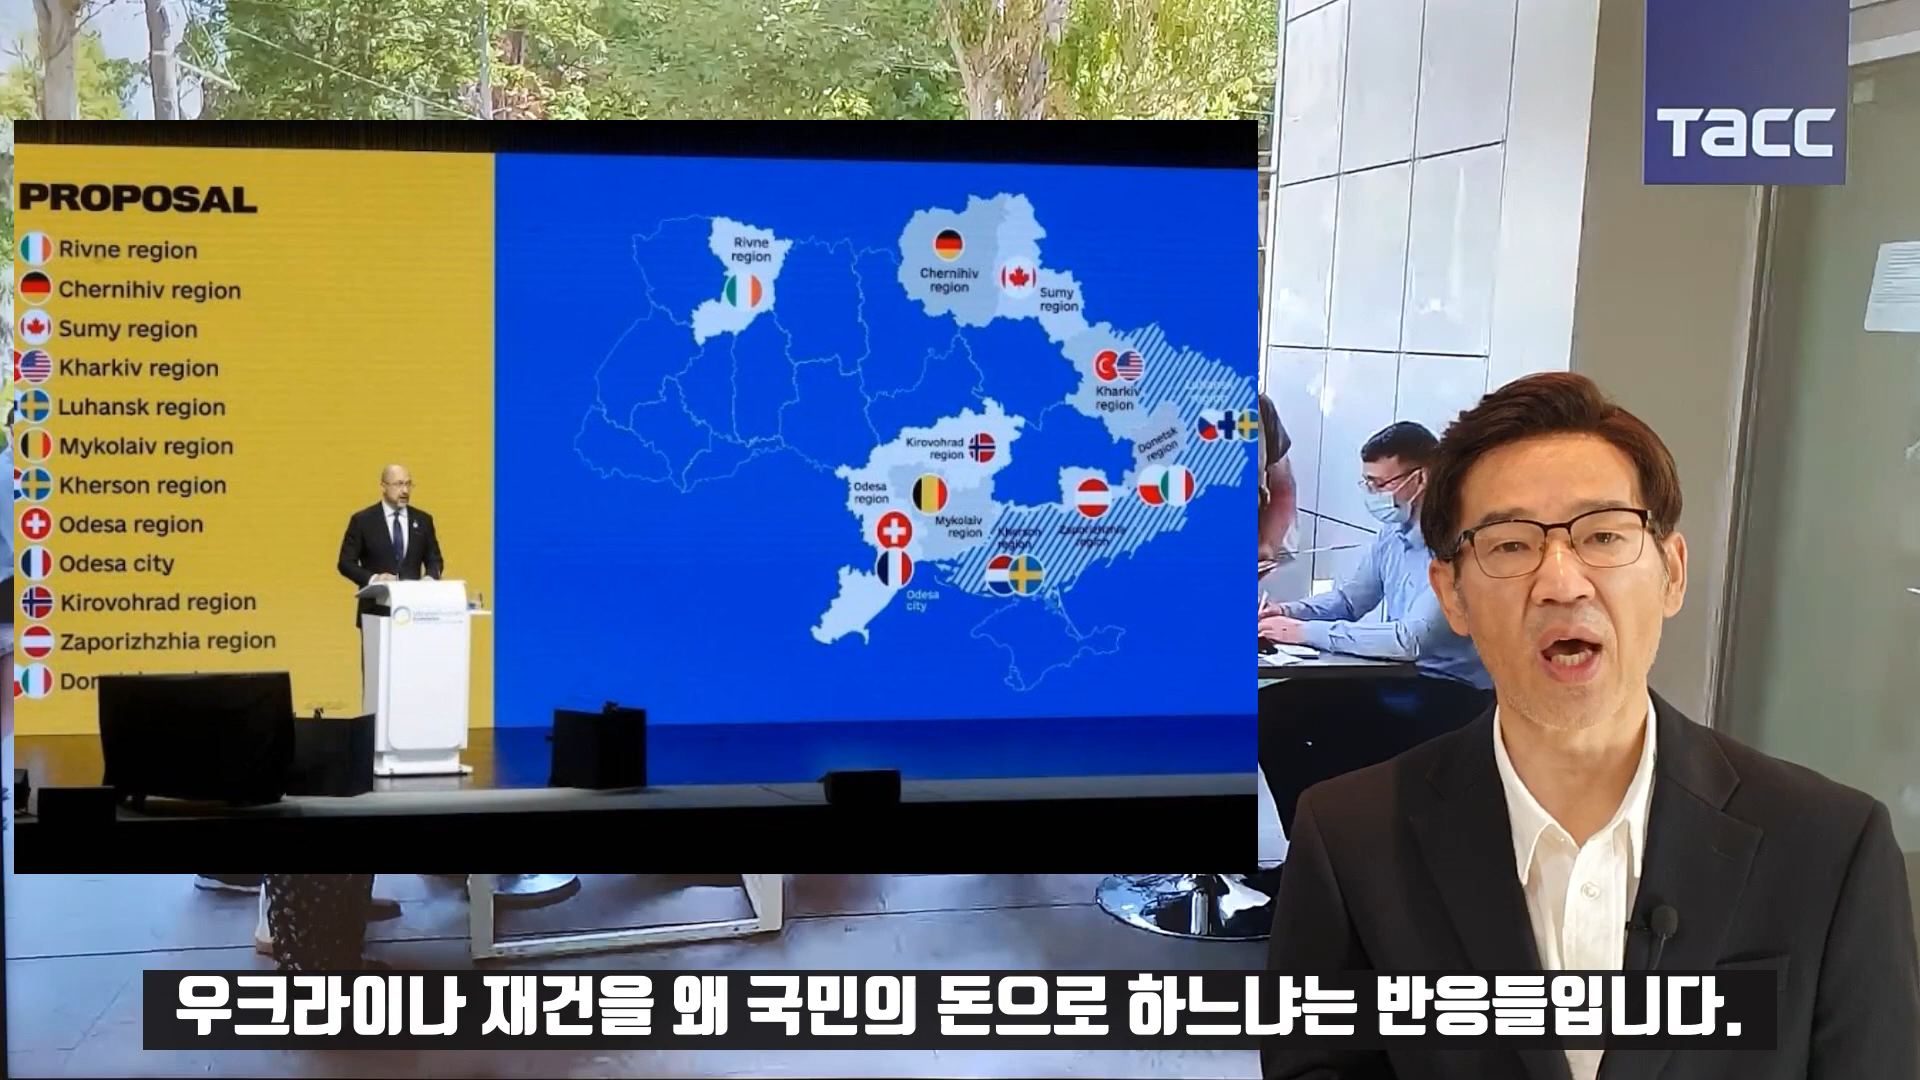 тасс
PROPOSAL
Rivne region
Chernihiv region
Sumy region
Kharkiv region
Luhansk region
Mykolaiv region
Kherson region
Odesa region
Odesa city
Kirovohrad region
Zaporizhzhia region
Rivne
region
Chernihiv
region
Sumy
region
Kharkiv
region
Donetsk
region
Kirovohrad
region
Odesa
region
Mykolaiv
region
Kherson
region
Zaporizhzhia
region
Odesa
city
우크라이나 재건을 왜 국민의 돈으로 하느냐는 반응들입니다.